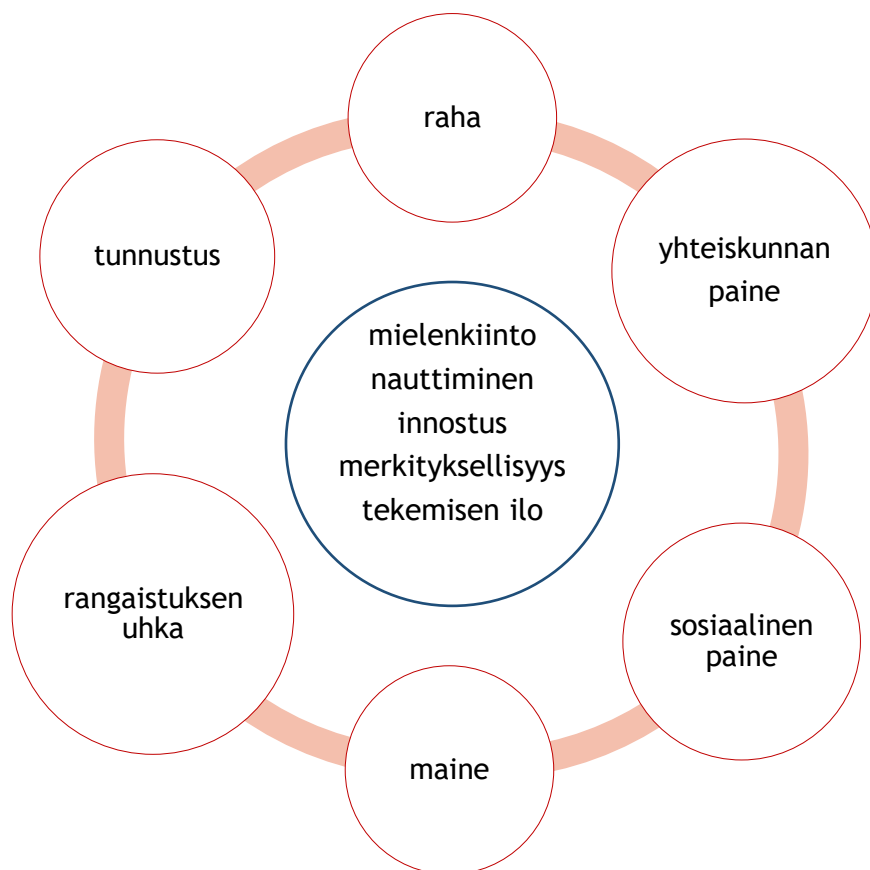 raha
yhteiskunnan
paine
sosiaalinen
paine
maine
rangaistuksen
uhka
tunnustus
mielenkiinto
nauttiminen
innostus
merkityksellisyys
tekemisen ilo